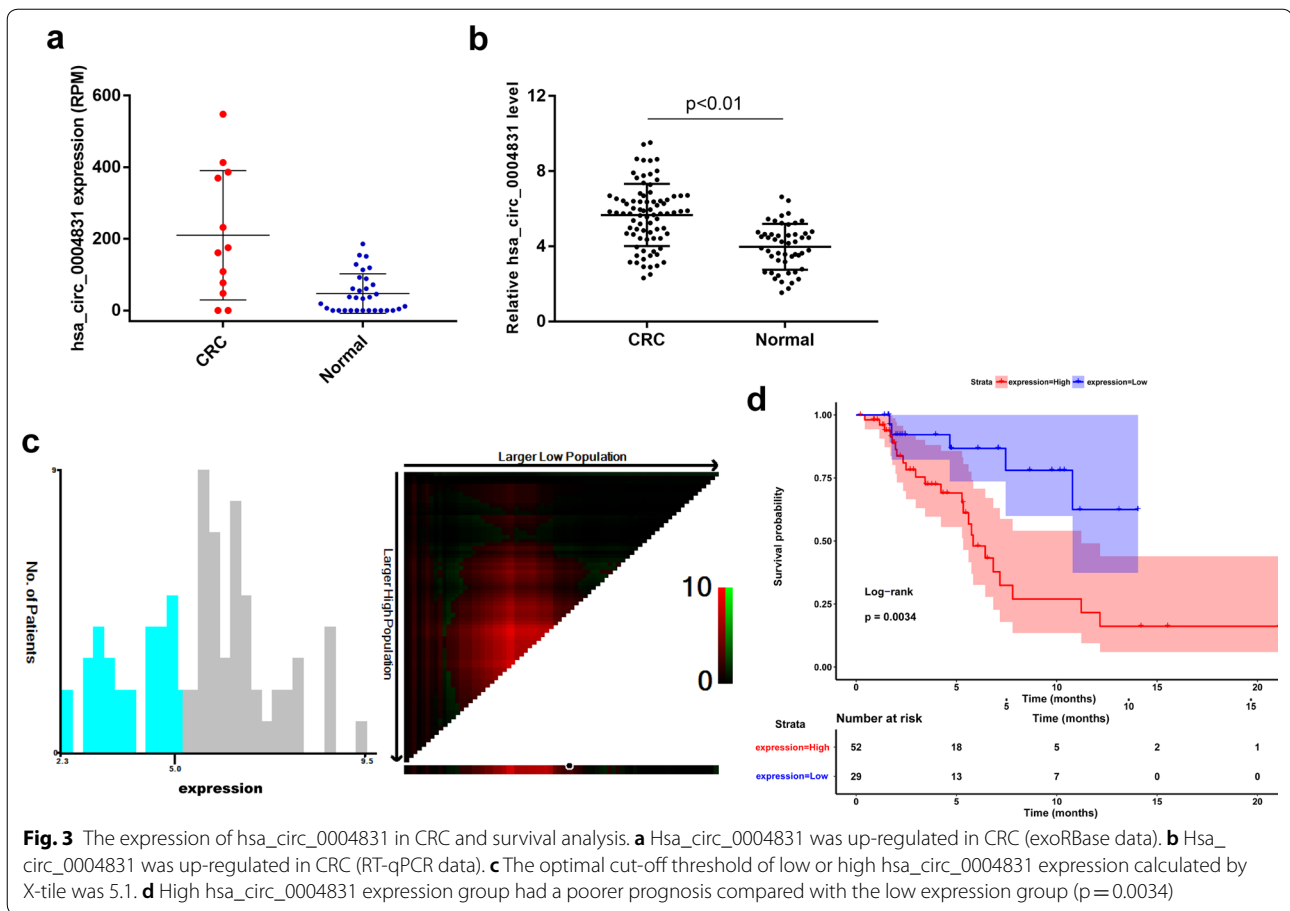 a
hsa_circ_0004831 expression (RPM)
600
400
200
0
CRC
Normal
b
Relative hsa_circ_0004831 level
12
8
4
0
p<0.01
CRC
Normal
c
No. of Patients
9
0
2.3
5.0
9.5
expression
Larger Low Population
Larger High Population
10
0
d
Strata expression=High expression=Low
Survival probability
1.00
0.75
0.50
0.25
0.00
Log-rank
p = 0.0034
0 5 10 15 20
Time (months)
5 10 15
Time (months)
Strata
Number at risk
expression=High 52 18 5 2 1
expression=Low 29 13 7 0 0
0 5 10 15 20
Time (months)
Fig. 3 The expression of hsa_circ_0004831 in CRC and survival analysis. a Hsa_circ_0004831 was up-regulated in CRC (exoRBase data). b Hsa_
circ_0004831 was up-regulated in CRC (RT-qPCR data). c The optimal cut-off threshold of low or high hsa_circ_0004831 expression calculated by
X-tile was 5.1. d High hsa_circ_0004831 expression group had a poorer prognosis compared with the low expression group (p = 0.0034)